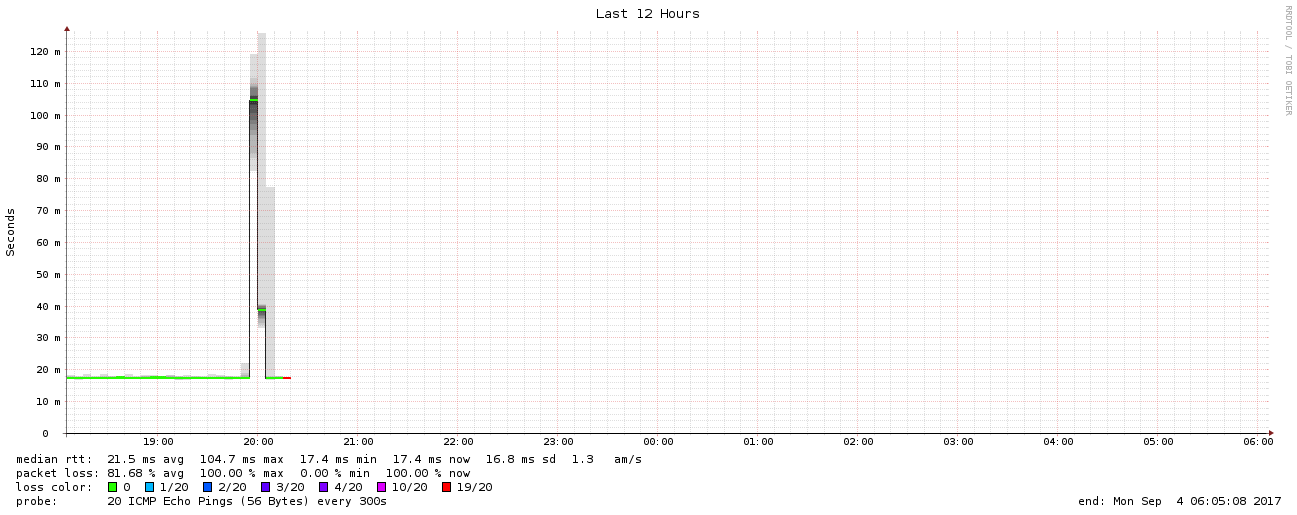 Last 12 Hours
RRDTOOL / TOBI OETIKER
Seconds
120 m
110 m
100 m
90 m
80 m
70 m
60 m
50 m
40 m
30 m
20 m
10 m
0
19:00 20:00 21:00 22:00 23:00 00:00 01:00 02:00 03:00 04:00 05:00 06:00
median rtt: 21.5 ms avg 104.7 ms max 17.4 ms min 17.4 ms now 16.8 ms sd 1.3 am/s
packet loss: 81.68 % avg 100.00 % max 0.00 % min 100.00 % now
loss color: 0 1/20 2/20 3/20 4/20 10/20 19/20
probe: 20 ICMP Echo Pings (56 Bytes) every 300s end: Mon Sep 4 06:05:08 2017